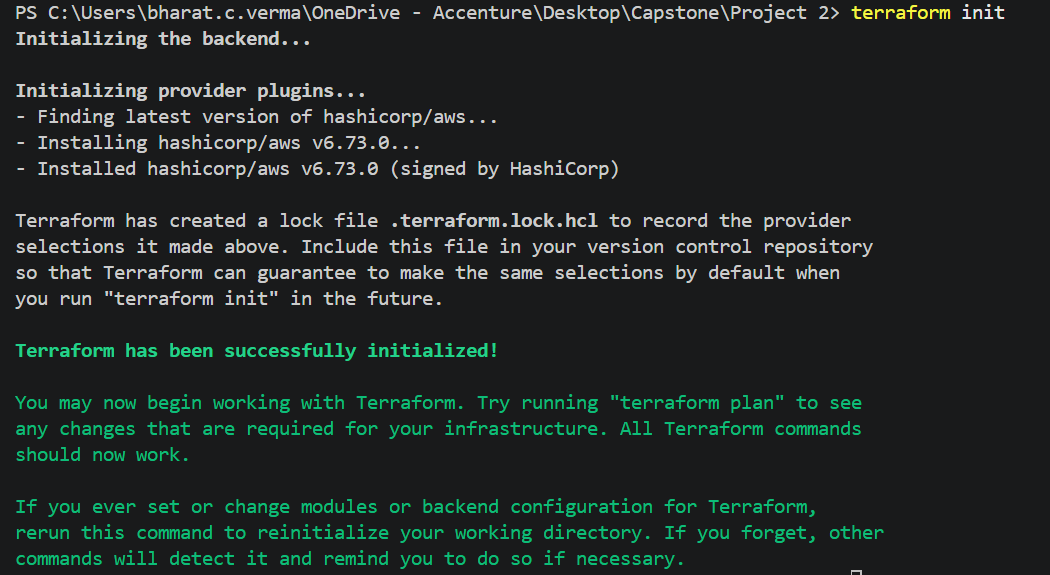 PS C:\Users\bharat.c.verma\OneDrive - Accenture\Desktop\Capstone\Project 2> terraform init
Initializing the backend...
Initializing provider plugins...
- Finding latest version of hashicorp/aws...
- Installing hashicorp/aws v6.73.0...
- Installed hashicorp/aws v6.73.0 (signed by HashiCorp)
Terraform has created a lock file .terraform.lock.hcl to record the provider
selections it made above. Include this file in your version control repository
so that Terraform can guarantee to make the same selections by default when
you run "terraform init" in the future.
Terraform has been successfully initialized!
You may now begin working with Terraform. Try running "terraform plan" to see
any changes that are required for your infrastructure. All Terraform commands
should now work.
If you ever set or change modules or backend configuration for Terraform,
rerun this command to reinitialize your working directory. If you forget, other
commands will detect it and remind you to do so if necessary.